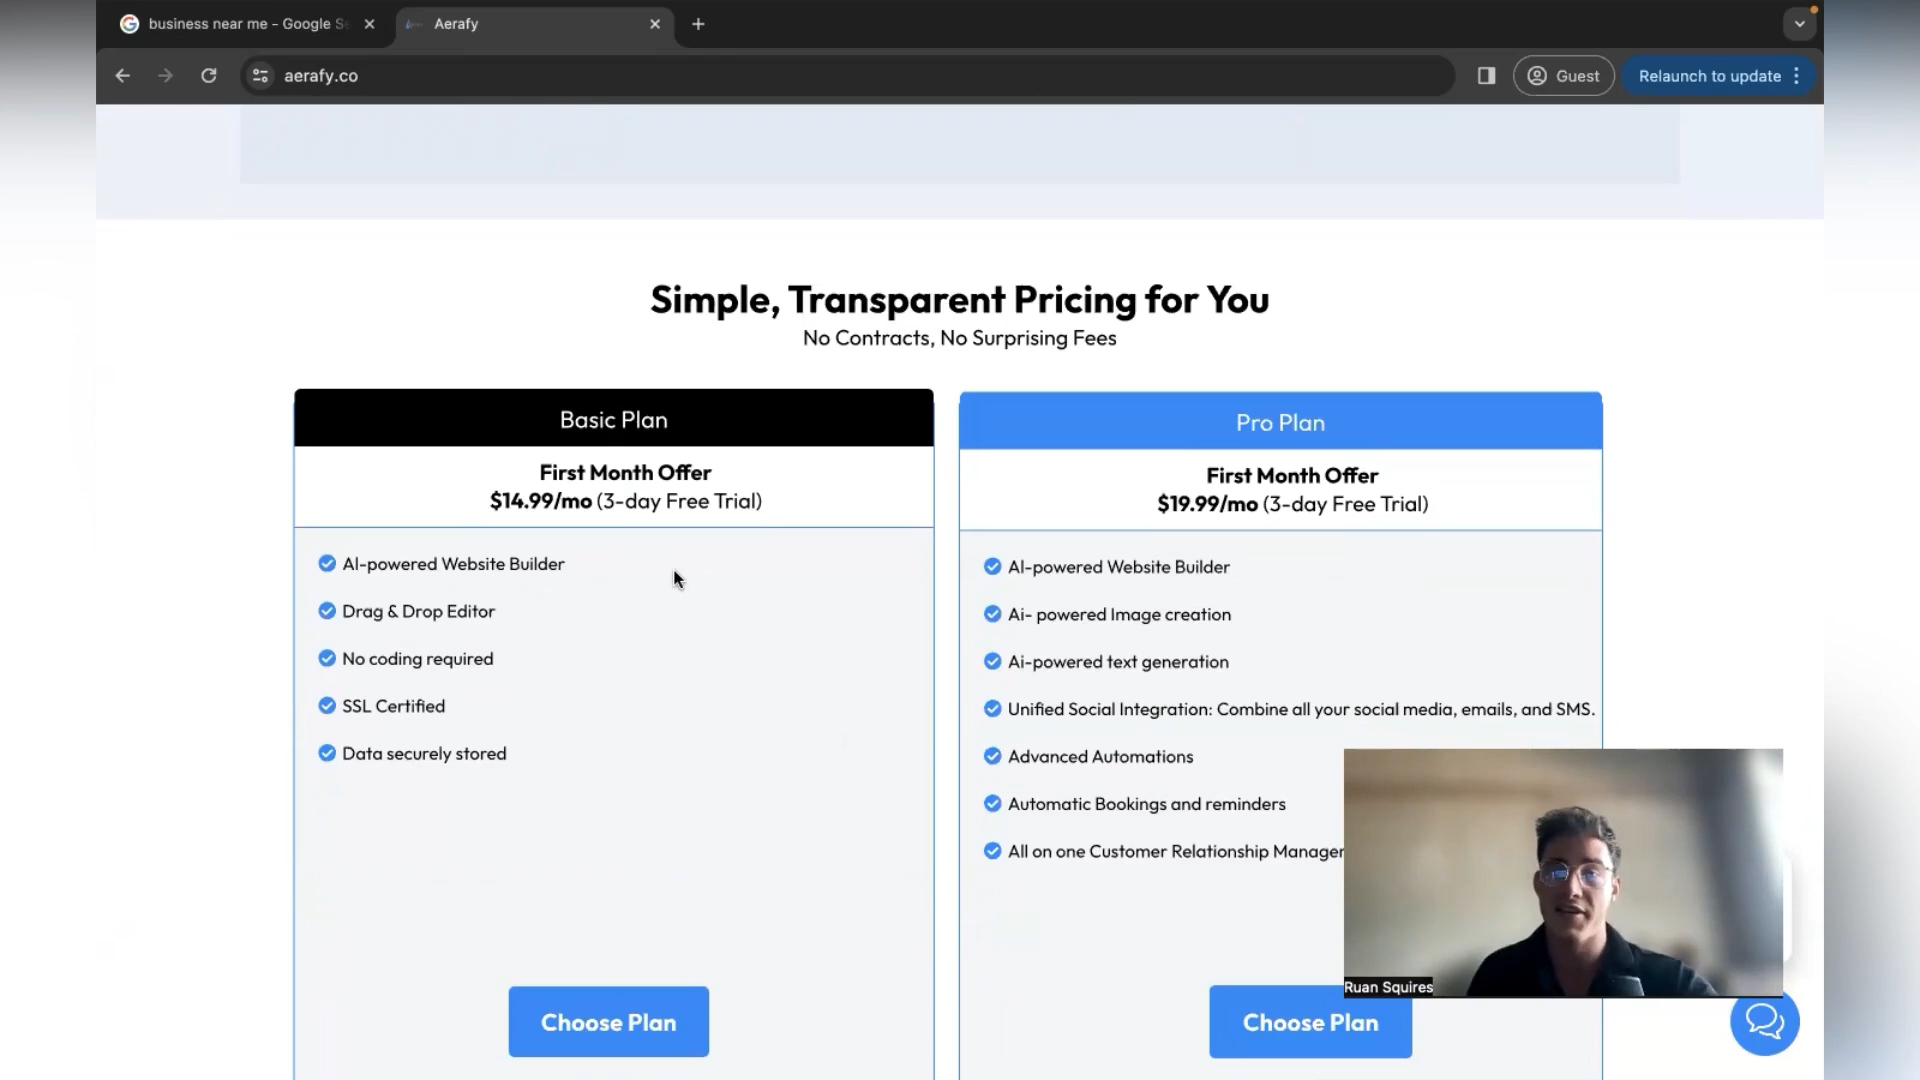 business near me - Google Se
Aerafy
aerafy.co
Guest
Relaunch to update
Simple, Transparent Pricing for You
No Contracts, No Surprising Fees
Basic Plan
First Month Offer
$14.99/mo (3-day Free Trial)
AI-powered Website Builder
Drag & Drop Editor
No coding required
SSL Certified
Data securely stored
Choose Plan
Pro Plan
First Month Offer
$19.99/mo (3-day Free Trial)
AI-powered Website Builder
Ai- powered Image creation
Ai-powered text generation
Unified Social Integration: Combine all your social media, emails, and SMS.
Advanced Automations
Automatic Bookings and reminders
All on one Customer Relationship Manager
Choose Plan
Ruan Squires